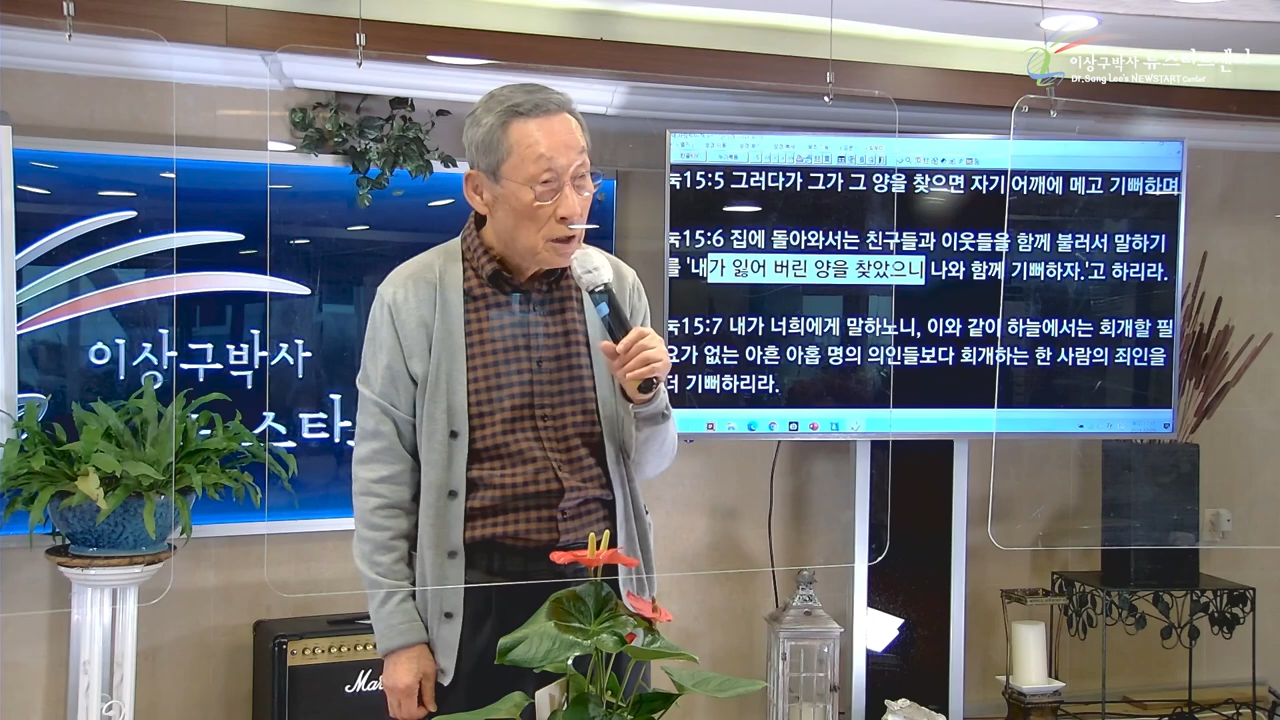 이상구박사 뉴스타트센터
Dr. Sang Lee's NEWSTART Center
이상구박사
스타
눅15:5 그러다가 그가 그 양을 찾으면 자기 어깨에 메고 기뻐하며
눅15:6 집에 돌아와서는 친구들과 이웃들을 함께 불러서 말하기
를 '내가 잃어 버린 양을 찾았으니 나와 함께 기뻐하자.'고 하리라.
눅15:7 내가 너희에게 말하노니, 이와 같이 하늘에서는 회개할 필
요가 없는 아흔 아홉 명의 의인들보다 회개하는 한 사람의 죄인을
더 기뻐하리라.
Mar